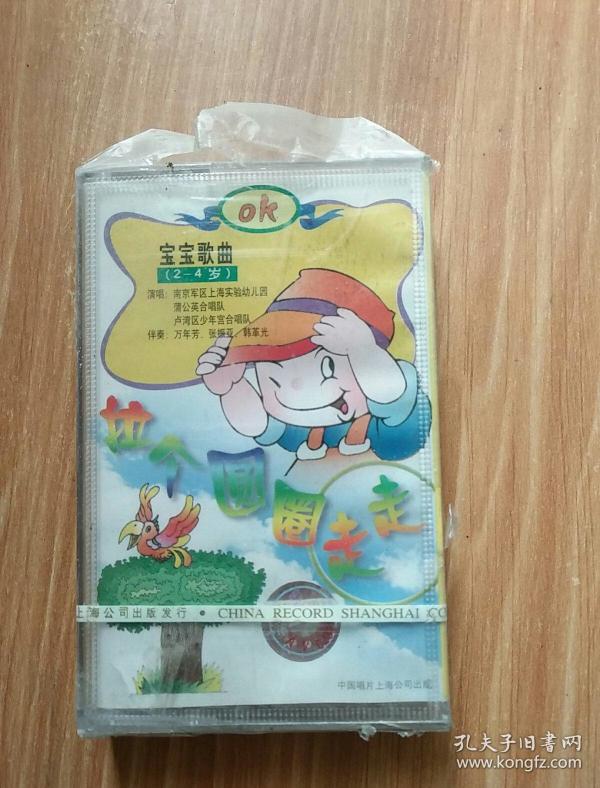 ok
宝宝歌曲
(2-4岁)
演唱：南京军区上海实验幼儿园
蒲公英合唱队
卢湾区少年宫合唱队
伴奏：万年芳、张振亚、韩革光
拉个圆圈走走
上海公司出版发行 • CHINA RECORD SHANGHAI CO
中国唱片上海公司出版
孔夫子旧書网
www.kongfz.com